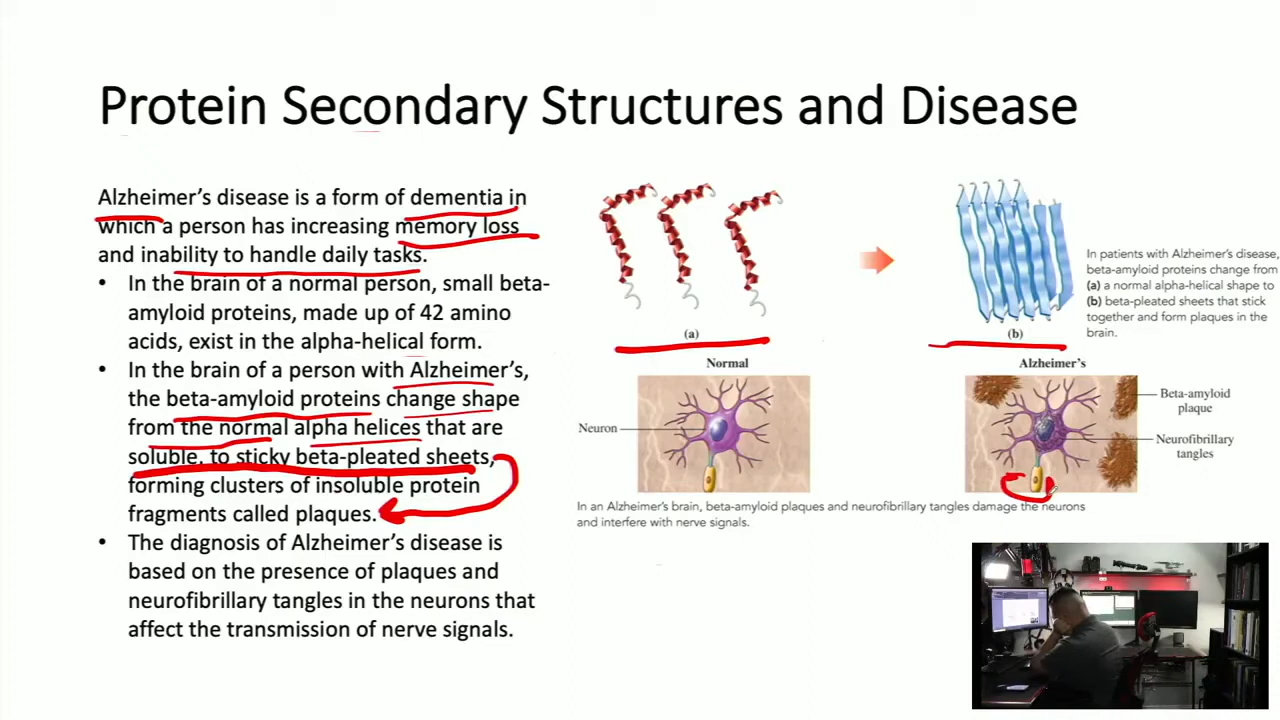 Protein Secondary Structures and Disease
Alzheimer’s disease is a form of dementia in
which a person has increasing memory loss
and inability to handle daily tasks.
• In the brain of a normal person, small beta-
amyloid proteins, made up of 42 amino
acids, exist in the alpha-helical form.
• In the brain of a person with Alzheimer’s,
the beta-amyloid proteins change shape
from the normal alpha helices that are
soluble, to sticky beta-pleated sheets,
forming clusters of insoluble protein
fragments called plaques.
• The diagnosis of Alzheimer’s disease is
based on the presence of plaques and
neurofibrillary tangles in the neurons that
affect the transmission of nerve signals.
(a)
(b)
In patients with Alzheimer’s disease,
beta-amyloid proteins change from
(a) a normal alpha-helical shape to
(b) beta-pleated sheets that stick
together and form plaques in the
brain.
Normal
Alzheimer’s
Neuron
Beta-amyloid
plaque
Neurofibrillary
tangles
In an Alzheimer’s brain, beta-amyloid plaques and neurofibrillary tangles damage the neurons
and interfere with nerve signals.